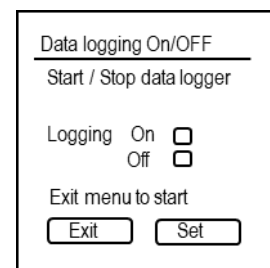 Data logging On/OFF
Start / Stop data logger
Logging On
Off
Exit menu to start
Exit Set